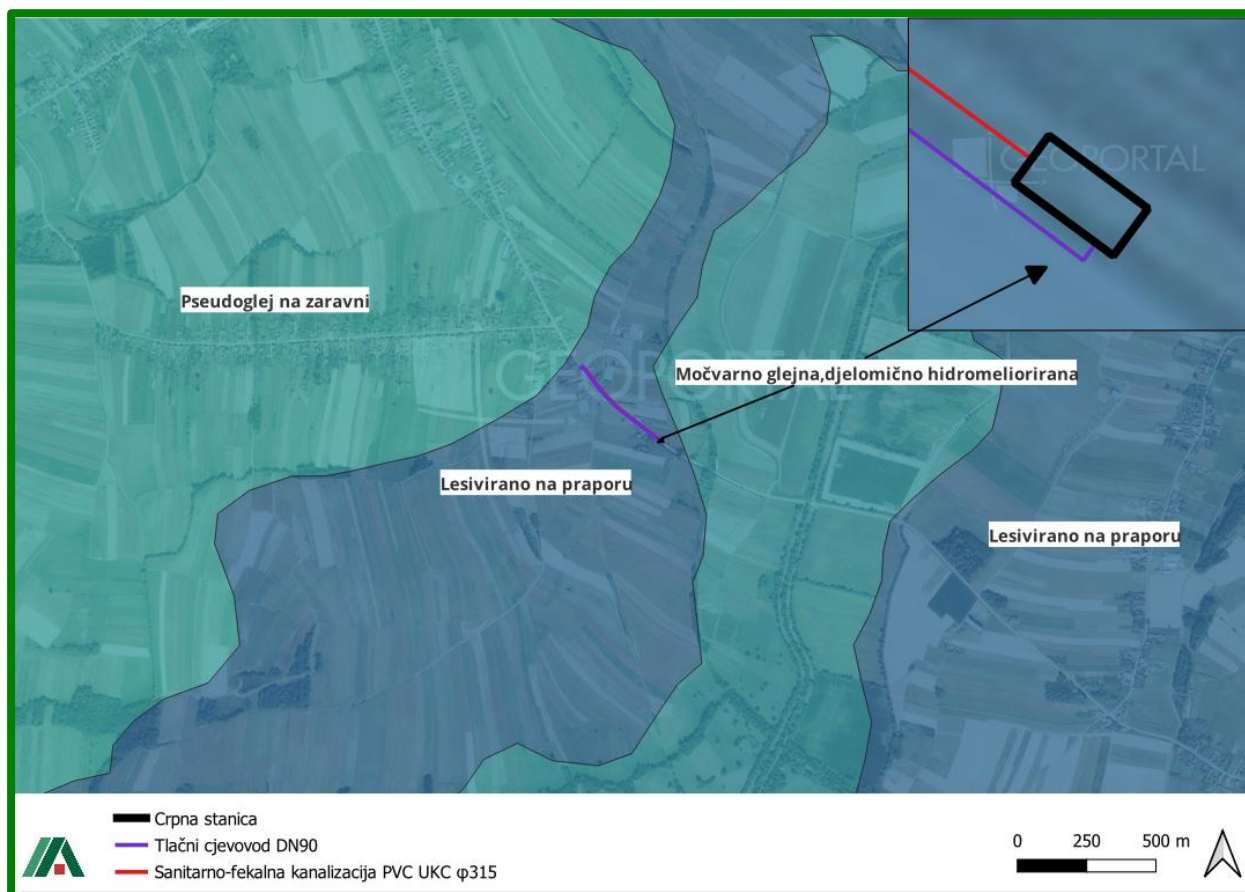 GEOPORTAL
Pseudoglej na zaravni
GEOPORTAL
Močvarno glejna,djelomično hidromeliorirana
Lesivirano na praporu
Lesivirano na praporu
Crpna stanica
Tlačni cjevovod DN90
Sanitarno-fekalna kanalizacija PVC UKC φ315
0 250 500 m